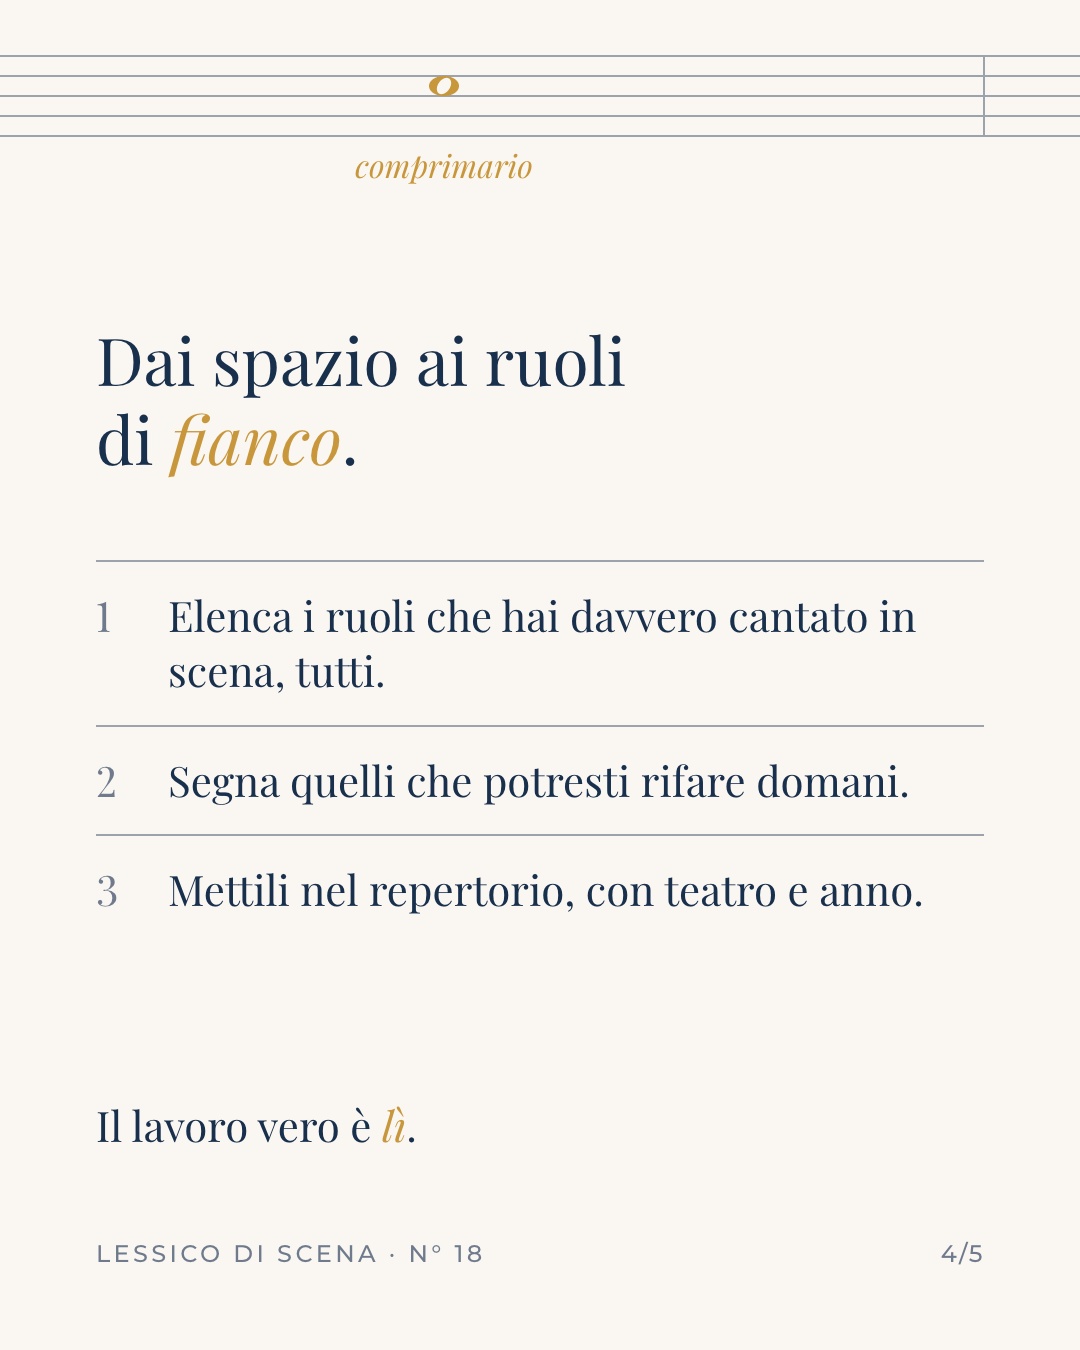 comprimario
Dai spazio ai ruoli
di fianco.
1 Elenca i ruoli che hai davvero cantato in
scena, tutti.
2 Segna quelli che potresti rifare domani.
3 Mettili nel repertorio, con teatro e anno.
Il lavoro vero è lì.
LESSICO DI SCENA · N° 18 4/5